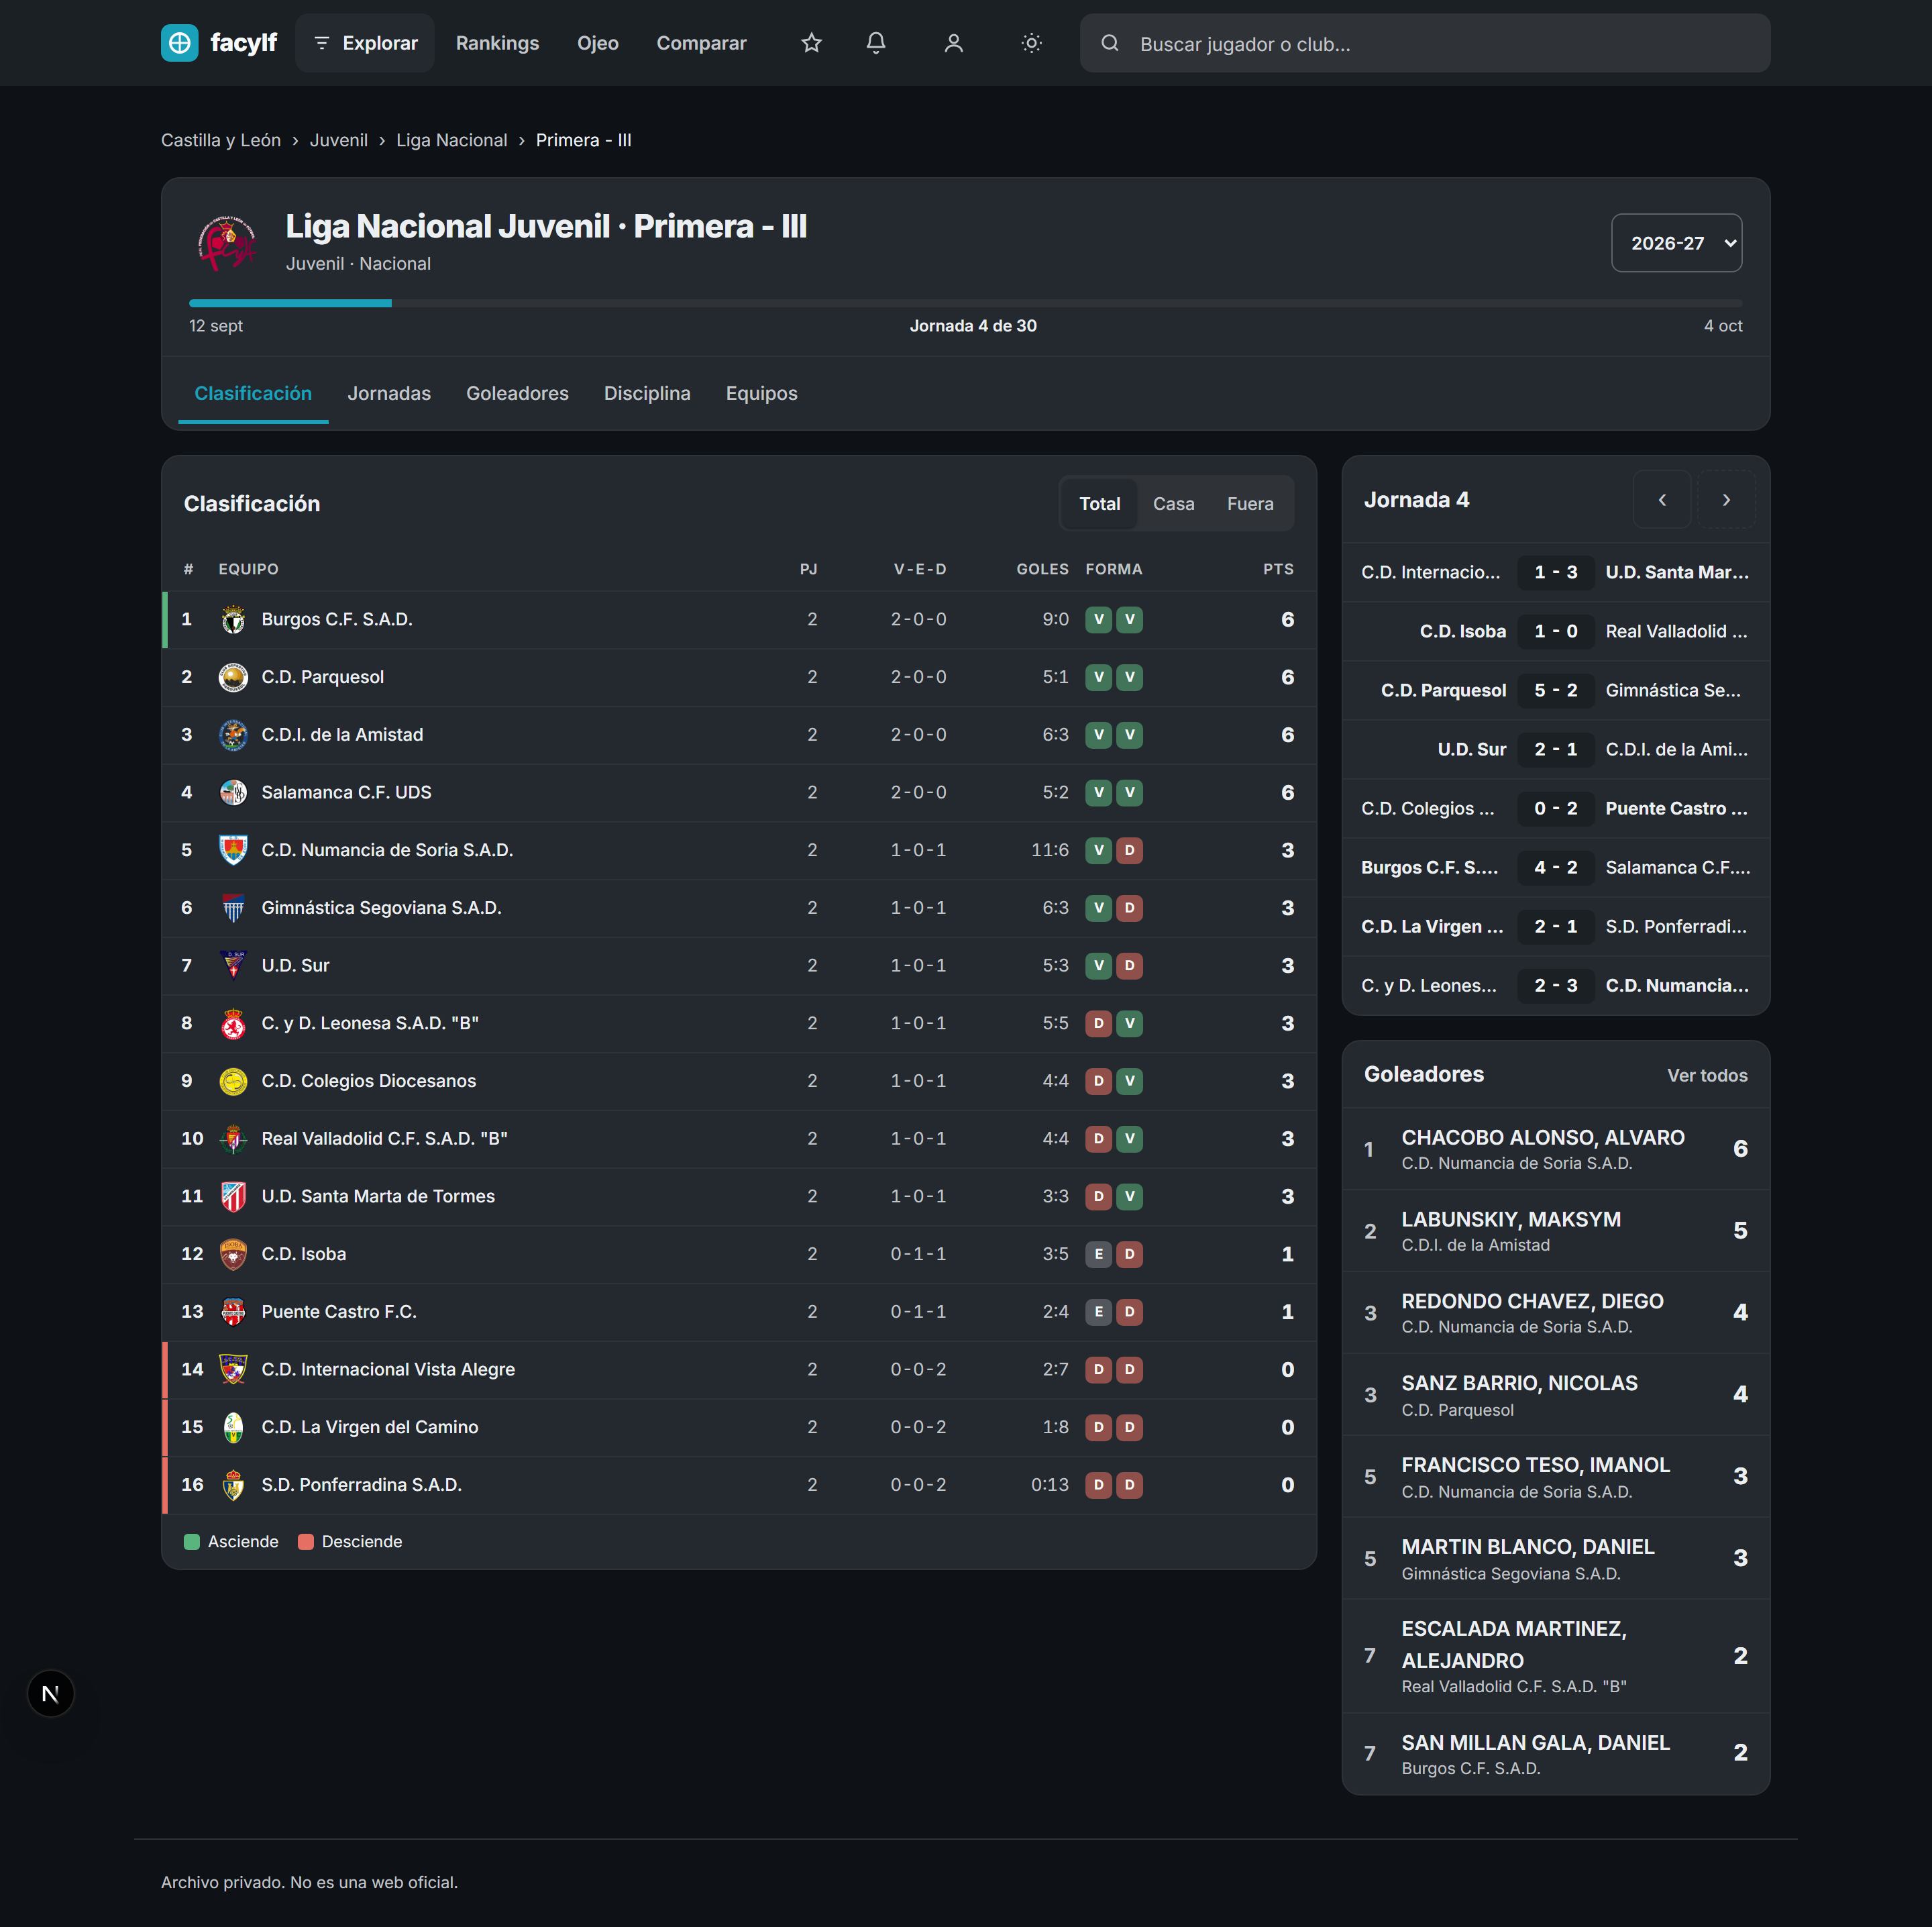 facylf
Explorar
Rankings
Ojeo
Comparar
Buscar jugador o club...
Castilla y León › Juvenil › Liga Nacional › Primera - III
Liga Nacional Juvenil · Primera - III
Juvenil · Nacional
2026-27
12 sept
Jornada 4 de 30
4 oct
Clasificación
Jornadas
Goleadores
Disciplina
Equipos
Clasificación
Total
Casa
Fuera
# EQUIPO PJ V-E-D GOLES FORMA PTS
1 Burgos C.F. S.A.D. 2 2-0-0 9:0 V V 6
2 C.D. Parquesol 2 2-0-0 5:1 V V 6
3 C.D.I. de la Amistad 2 2-0-0 6:3 V V 6
4 Salamanca C.F. UDS 2 2-0-0 5:2 V V 6
5 C.D. Numancia de Soria S.A.D. 2 1-0-1 11:6 V D 3
6 Gimnástica Segoviana S.A.D. 2 1-0-1 6:3 V D 3
7 U.D. Sur 2 1-0-1 5:3 V D 3
8 C. y D. Leonesa S.A.D. "B" 2 1-0-1 5:5 D V 3
9 C.D. Colegios Diocesanos 2 1-0-1 4:4 D V 3
10 Real Valladolid C.F. S.A.D. "B" 2 1-0-1 4:4 D V 3
11 U.D. Santa Marta de Tormes 2 1-0-1 3:3 D V 3
12 C.D. Isoba 2 0-1-1 3:5 E D 1
13 Puente Castro F.C. 2 0-1-1 2:4 E D 1
14 C.D. Internacional Vista Alegre 2 0-0-2 2:7 D D 0
15 C.D. La Virgen del Camino 2 0-0-2 1:8 D D 0
16 S.D. Ponferradina S.A.D. 2 0-0-2 0:13 D D 0
Asciende
Desciende
Jornada 4
‹ ›
C.D. Internacio... 1 - 3 U.D. Santa Mar...
C.D. Isoba 1 - 0 Real Valladolid ...
C.D. Parquesol 5 - 2 Gimnástica Se...
U.D. Sur 2 - 1 C.D.I. de la Ami...
C.D. Colegios ... 0 - 2 Puente Castro ...
Burgos C.F. S.... 4 - 2 Salamanca C.F....
C.D. La Virgen ... 2 - 1 S.D. Ponferradi...
C. y D. Leones... 2 - 3 C.D. Numancia...
Goleadores
Ver todos
1 CHACOBO ALONSO, ALVARO 6
C.D. Numancia de Soria S.A.D.
2 LABUNSKIY, MAKSYM 5
C.D.I. de la Amistad
3 REDONDO CHAVEZ, DIEGO 4
C.D. Numancia de Soria S.A.D.
3 SANZ BARRIO, NICOLAS 4
C.D. Parquesol
5 FRANCISCO TESO, IMANOL 3
C.D. Numancia de Soria S.A.D.
5 MARTIN BLANCO, DANIEL 3
Gimnástica Segoviana S.A.D.
7 ESCALADA MARTINEZ, 2
ALEJANDRO
Real Valladolid C.F. S.A.D. "B"
7 SAN MILLAN GALA, DANIEL 2
Burgos C.F. S.A.D.
N
Archivo privado. No es una web oficial.